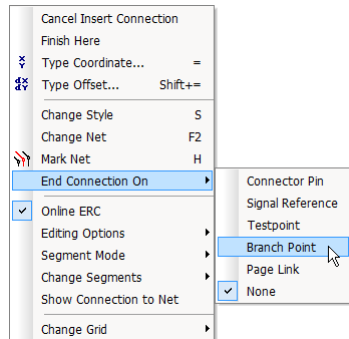 Cancel Insert Connection
Finish Here
Type Coordinate... =
Type Offset... Shift+=
Change Style S
Change Net F2
Mark Net H
End Connection On
Online ERC
Editing Options
Segment Mode
Change Segments
Show Connection to Net
Change Grid
Connector Pin
Signal Reference
Testpoint
Branch Point
Page Link
None